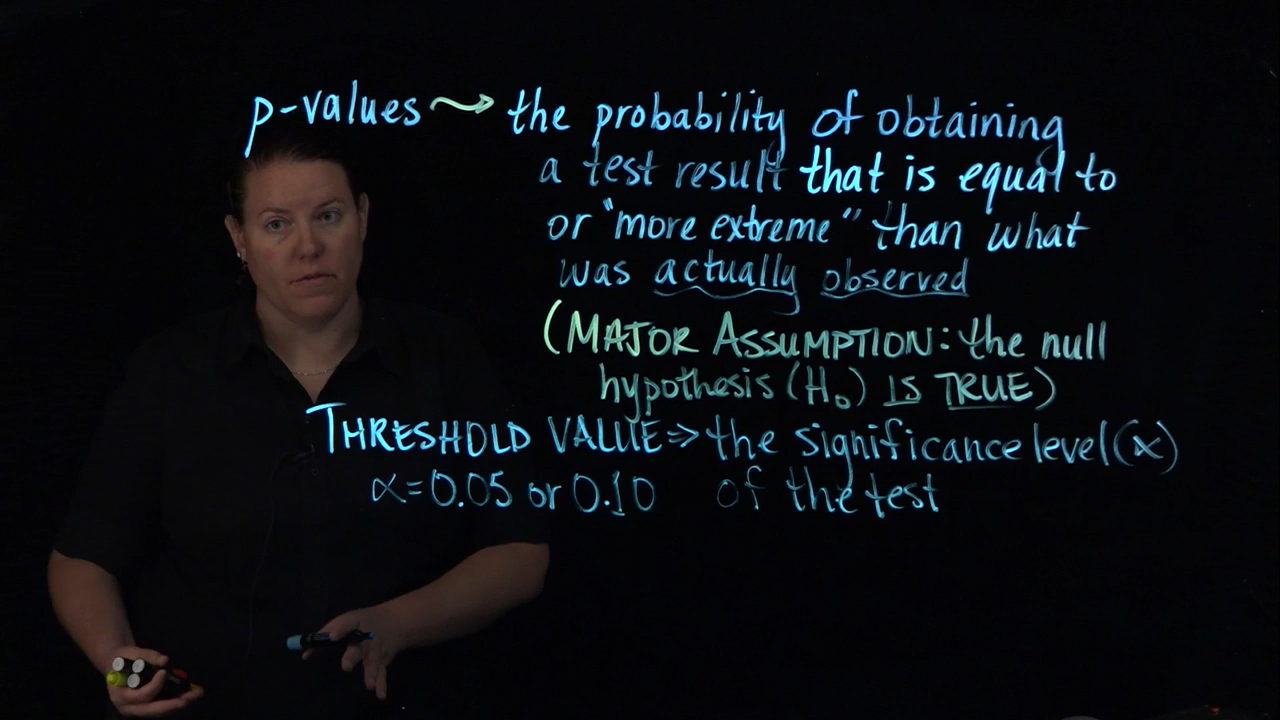 p-values → the probability of obtaining
a test result that is equal to
or "more extreme" than what
was actually observed
(MAJOR ASSUMPTION: the null
hypothesis (H₀) IS TRUE)
THRESHOLD VALUE ⇒ the significance level (α)
α = 0.05 or 0.10 of the test